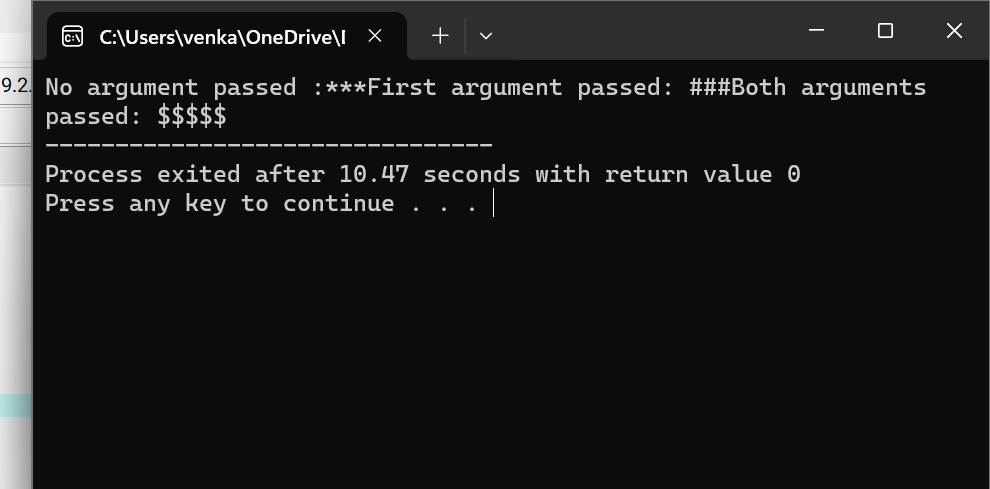 C:\Users\venka\OneDrive\I
9.2.
No argument passed :***First argument passed: ###Both arguments
passed: $$$$$
--------------------------------
Process exited after 10.47 seconds with return value 0
Press any key to continue . . .